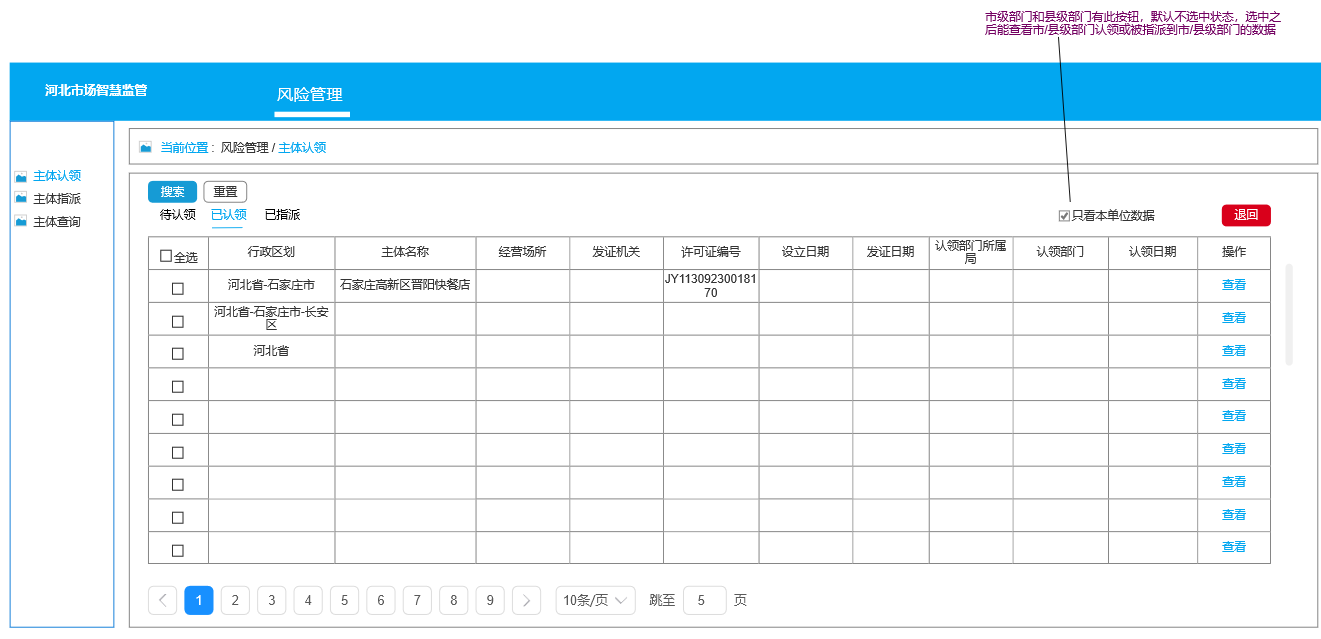 市级部门和县级部门有此按钮，默认不选中状态，选中之
后能查看市/县级部门认领或被指派到市/县级部门的数据
河北市场智慧监管
风险管理
主体认领
主体指派
主体查询
当前位置： 风险管理 / 主体认领
搜索 重置
待认领 已认领 已指派 只看本单位数据 退回
全选 行政区划 主体名称 经营场所 发证机关 许可证编号 设立日期 发证日期 认领部门所属
局 认领部门 认领日期 操作
河北省-石家庄市 石家庄高新区晋阳快餐店 JY113092300181
70 查看
河北省-石家庄市-长安
区 查看
河北省 查看
查看
查看
查看
查看
查看
查看
1 2 3 4 5 6 7 8 9 10条/页 跳至 5 页